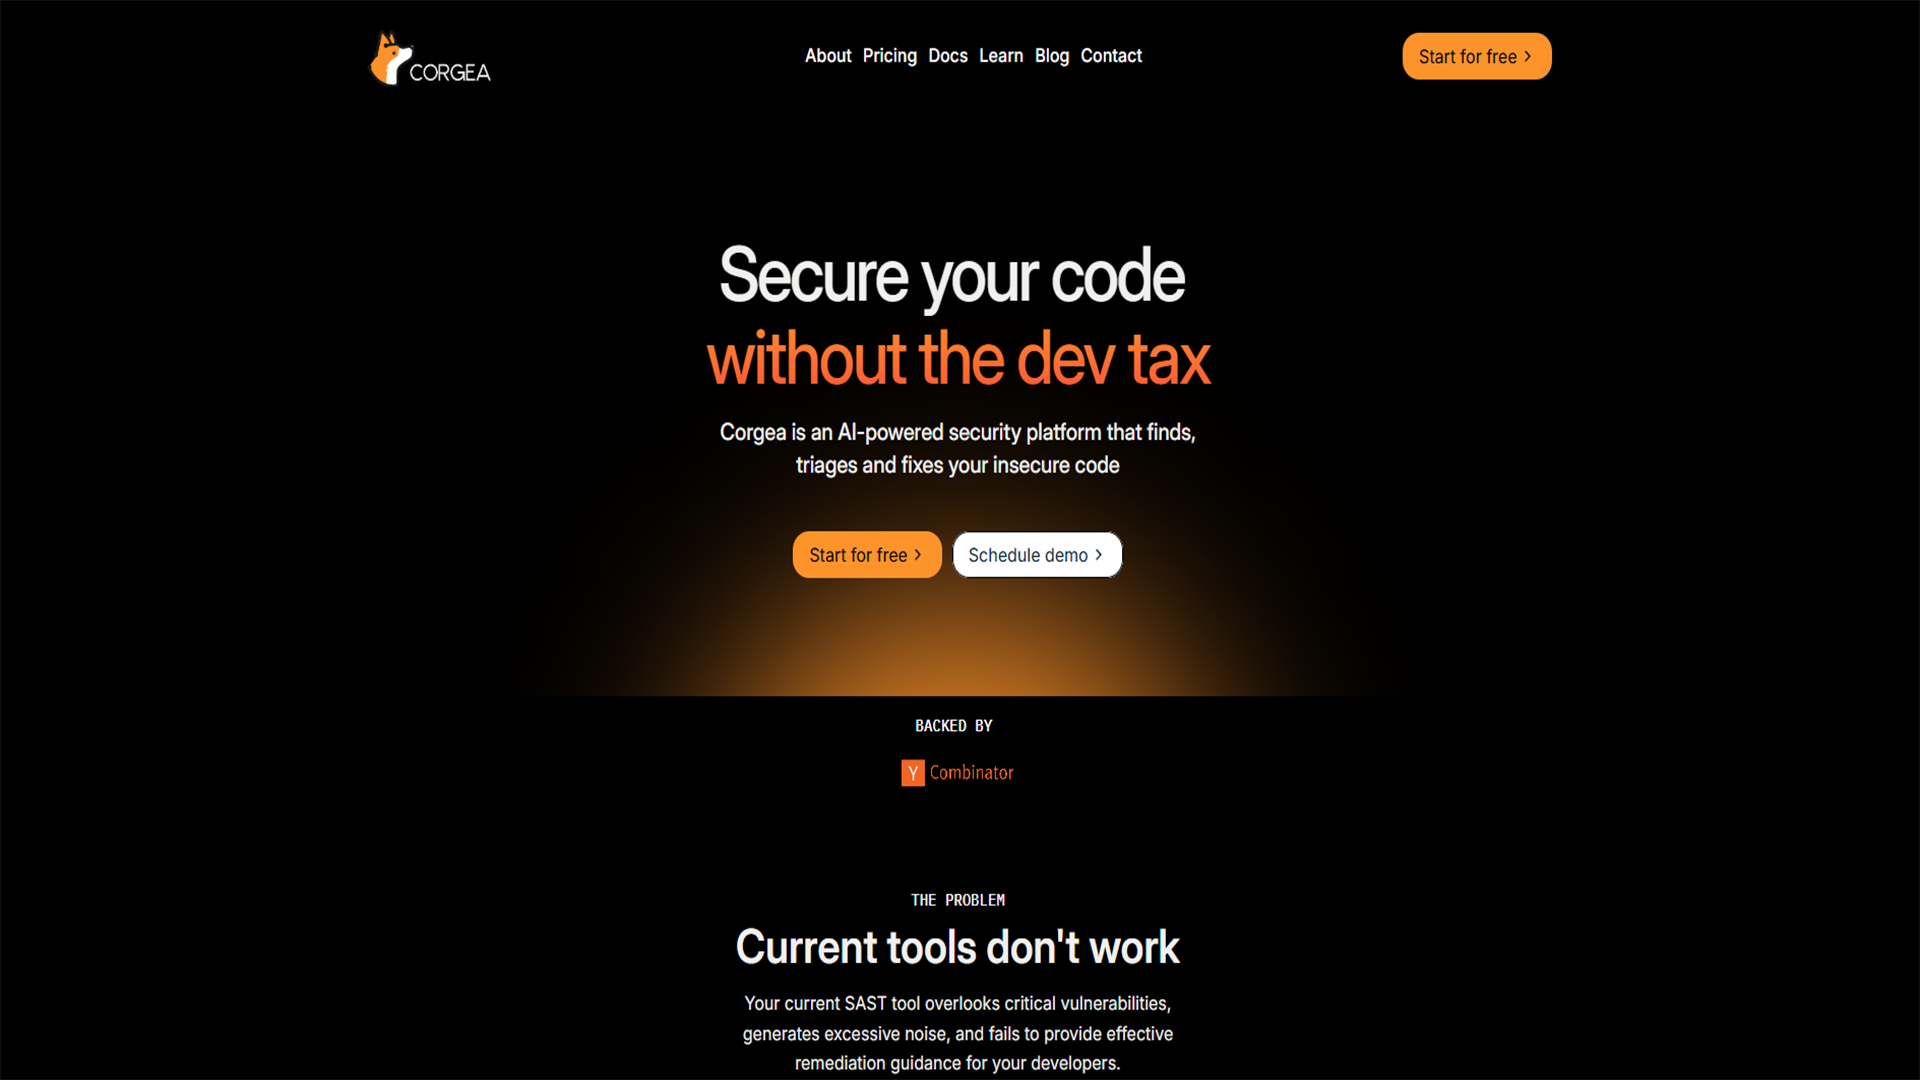 CORGEA
About Pricing Docs Learn Blog Contact
Start for free >
Secure your code
without the dev tax
Corgea is an AI-powered security platform that finds,
triages and fixes your insecure code
Start for free >
Schedule demo >
BACKED BY
Y Combinator
THE PROBLEM
Current tools don't work
Your current SAST tool overlooks critical vulnerabilities,
generates excessive noise, and fails to provide effective
remediation guidance for your developers.